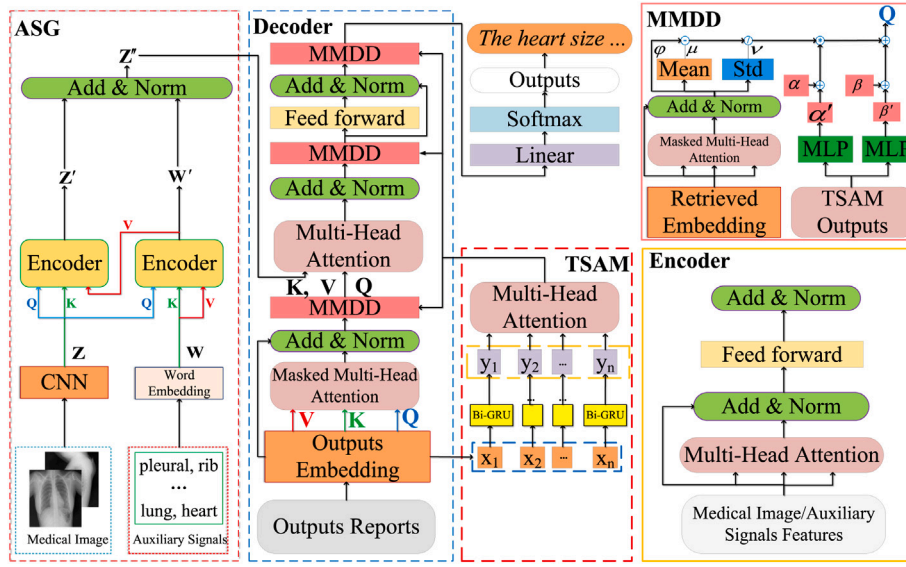 ASG
Z''
Add & Norm
Z'
W'
V
Encoder
Encoder
Q
K
Q
K
V
Z
W
CNN
Word
Embedding
pleural, rib
...
lung, heart
Medical Image
Auxiliary Signals
Decoder
MMDD
Add & Norm
Feed forward
MMDD
Add & Norm
Multi-Head
Attention
K, V Q
MMDD
Add & Norm
Masked Multi-Head
Attention
V
K
Q
Outputs
Embedding
Outputs Reports
The heart size ...
Outputs
Softmax
Linear
TSAM
Multi-Head
Attention
y1
y2
...
yn
Bi-GRU
...
...
Bi-GRU
x1
x2
...
xn
MMDD
Q
φ
μ
ν
Mean
Std
α
β
Add & Norm
α'
β'
Masked Multi-Head
Attention
MLP
MLP
Retrieved
Embedding
TSAM
Outputs
Encoder
Add & Norm
Feed forward
Add & Norm
Multi-Head Attention
Medical Image/Auxiliary
Signals Features